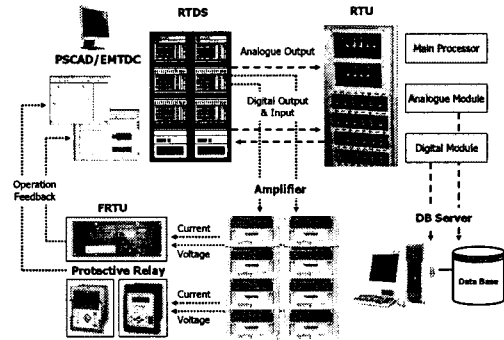 RTDS
RTU
PSCAD/EMTDC
Analogue Output
Main Processor
Digital Output
& Input
Analogue Module
Digital Module
Operation
Feedback
Amplifier
FRTU
Current
Voltage
DB Server
Protective Relay
Current
Voltage
Data Base